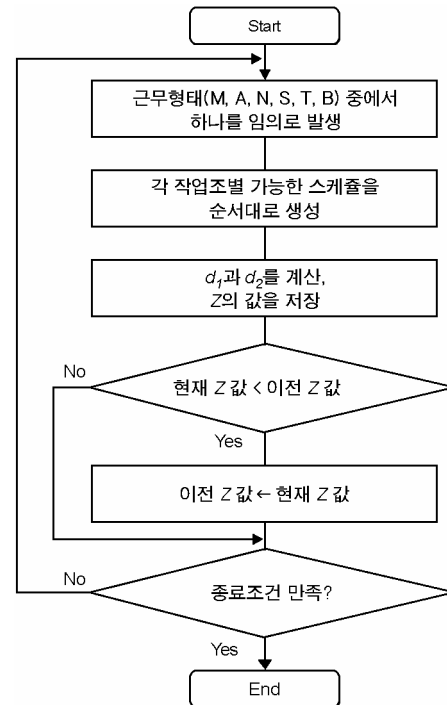 Start
근무형태(M, A, N, S, T, B) 중에서
하나를 임의로 발생
각 작업조별 가능한 스케쥴을
순서대로 생성
d1과 d2를 계산,
Z의 값을 저장
No
현재 Z 값 < 이전 Z 값
Yes
이전 Z 값 ← 현재 Z 값
No
종료조건 만족?
Yes
End